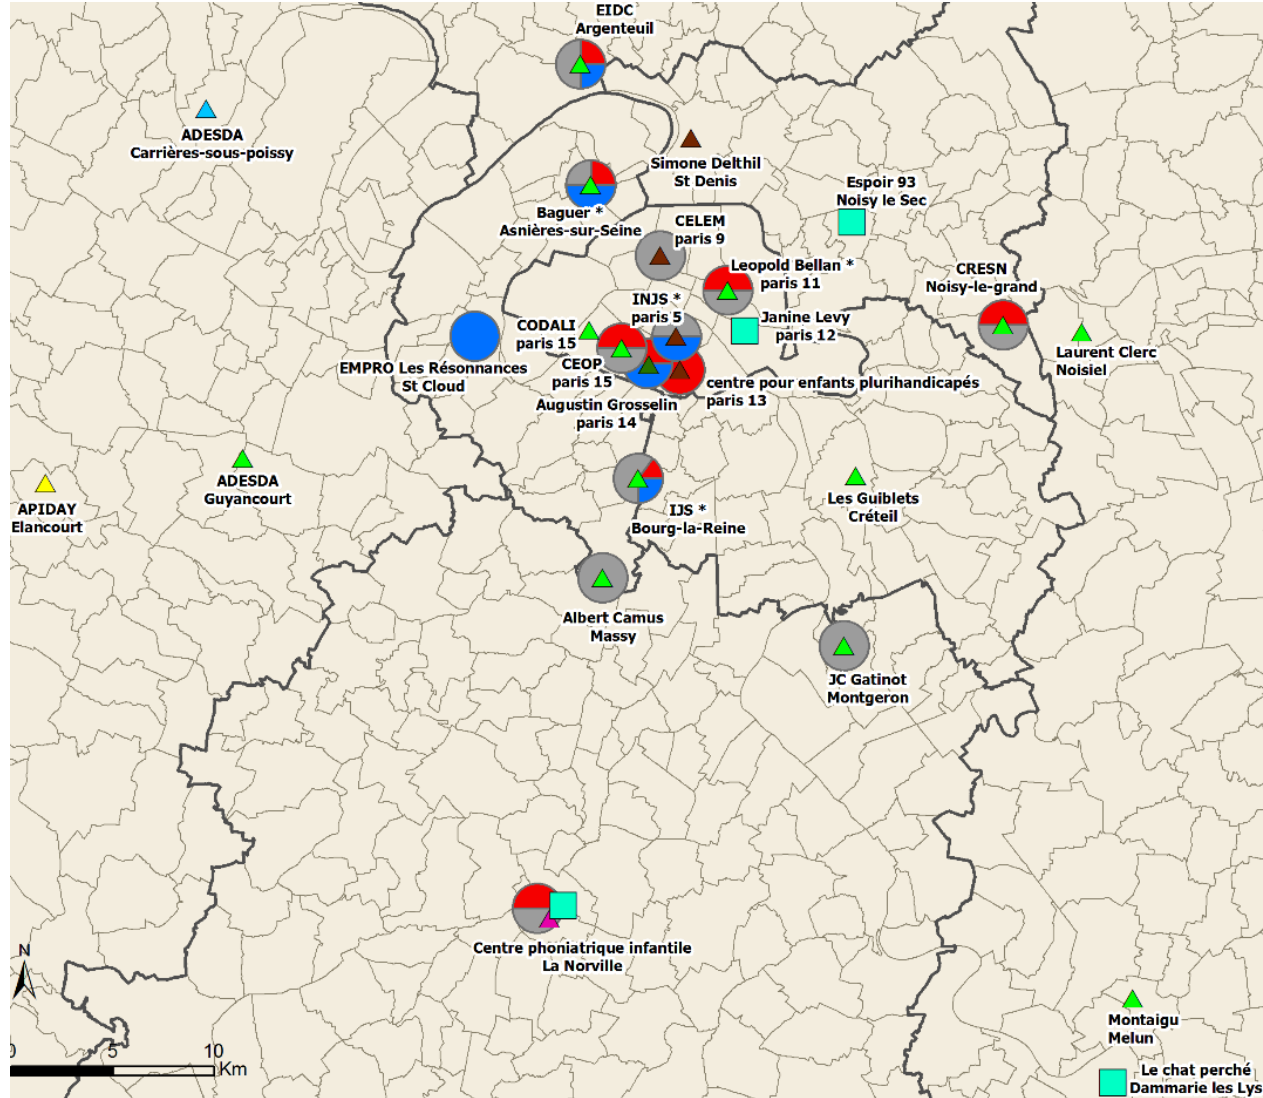 EIDC
Argenteuil
ADESDA
Carrières-sous-poissy
Simone Delthil
St Denis
Espoir 93
Noisy le Sec
Baguer *
Asnières-sur-Seine
CELEM
paris 9
Leopold Bellan *
paris 11
CRESN
Noisy-le-grand
INJS *
paris 5
CODALI
paris 15
Janine Levy
paris 12
Laurent Clerc
Noisiel
EMPRO Les Résonnances
St Cloud
CEOP
paris 15
centre pour enfants plurihandicapés
paris 13
Augustin Grosselin
paris 14
ADESDA
Guyancourt
APIDAY
Elancourt
IJS *
Bourg-la-Reine
Les Guiblets
Créteil
Albert Camus
Massy
JC Gatinot
Montgeron
Centre phoniatrique infantile
La Norville
N
0 5 10
Km
Montaigu
Melun
Le chat perché
Dammarie les Lys